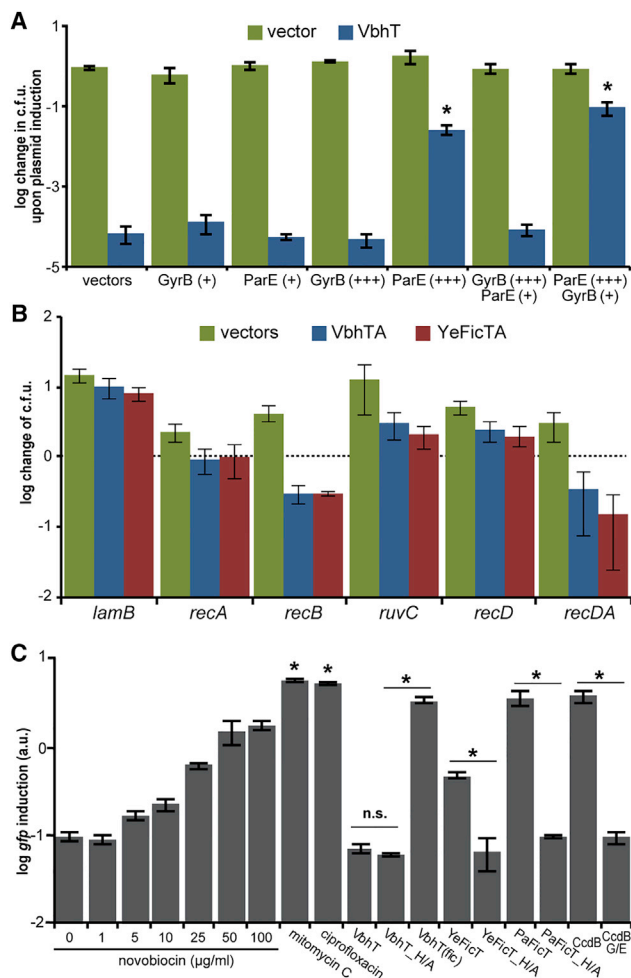 A
vector VbhT
log change in c.f.u.
upon plasmid induction
-1
-1
-4
-5
vectors GyrB (+) ParE (+) GyrB (+++) ParE (+++) GyrB (+++) ParE (+++)
ParE (+) GyrB (+)
* *
B
vectors VbhTA YeFicTA
log change of c.f.u.
2
1
0
-1
-2
lamB recA recB ruvC recD recDA
C
log gfp induction (a.u.)
1
0
-1
-2
* * n.s. * * * *
0 1 5 10 25 50 100
novobiocin (µg/ml)
mitomycin C
ciprofloxacin
VbhT
VbhT_H/A
VbhT(fic)
YeFicT
YeFicT_H/A
PaFicT
PaFicT_H/A
CcdB
CcdB
G/E